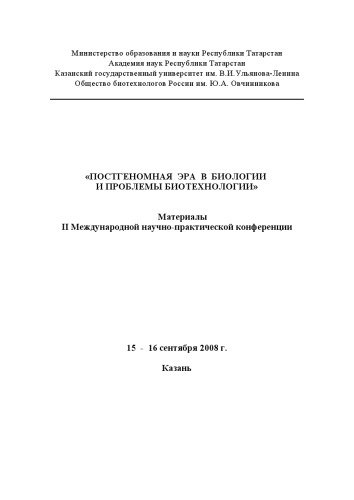 Министерство образования и науки Республики Татарстан
Академия наук Республики Татарстан
Казанский государственный университет им. В.И.Ульянова-Ленина
Общество биотехнологов России им. Ю.А. Овчинникова
«ПОСТГЕНОМНАЯ ЭРА В БИОЛОГИИ
И ПРОБЛЕМЫ БИОТЕХНОЛОГИИ»
Материалы
II Международной научно-практической конференции
15 - 16 сентября 2008 г.
Казань